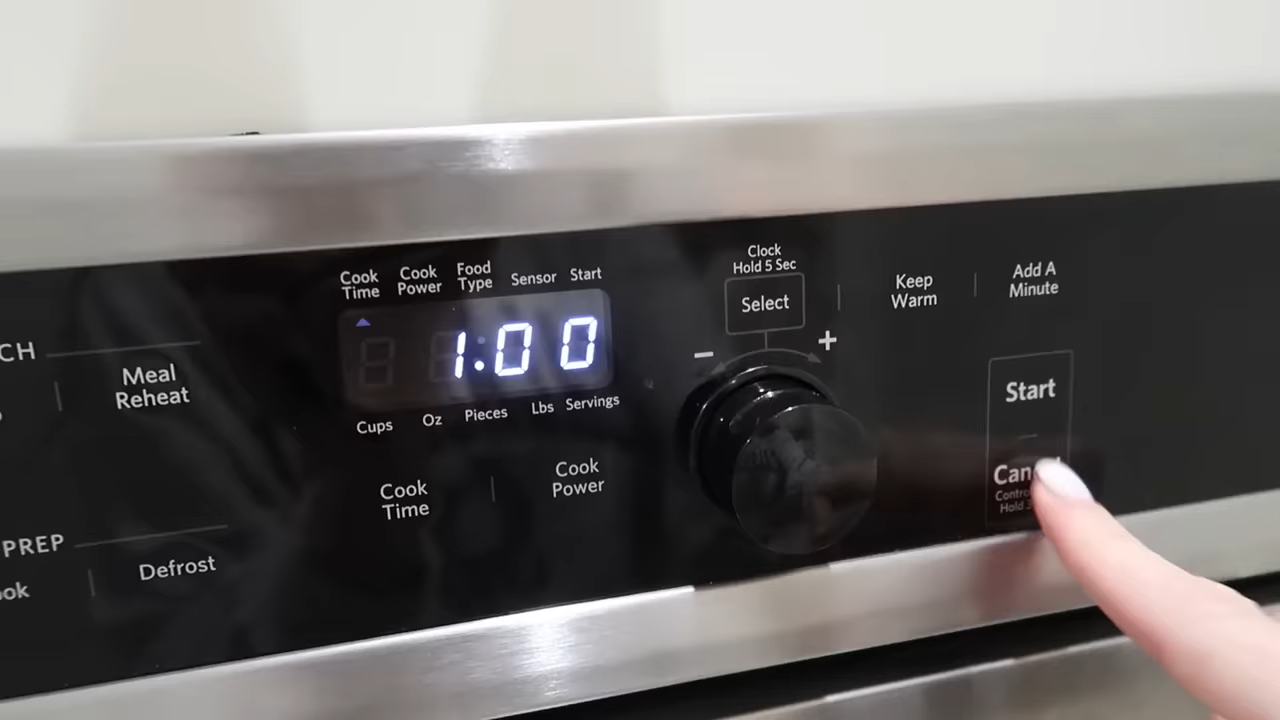 Cook Time
Cook Power
Food Type
Sensor
Start
1:00
Cups
Oz
Pieces
Lbs
Servings
Cook Time
Cook Power
Clock
Hold 5 Sec
Select
−
+
Keep Warm
Add A Minute
Start
CH
Meal Reheat
PREP
Defrost